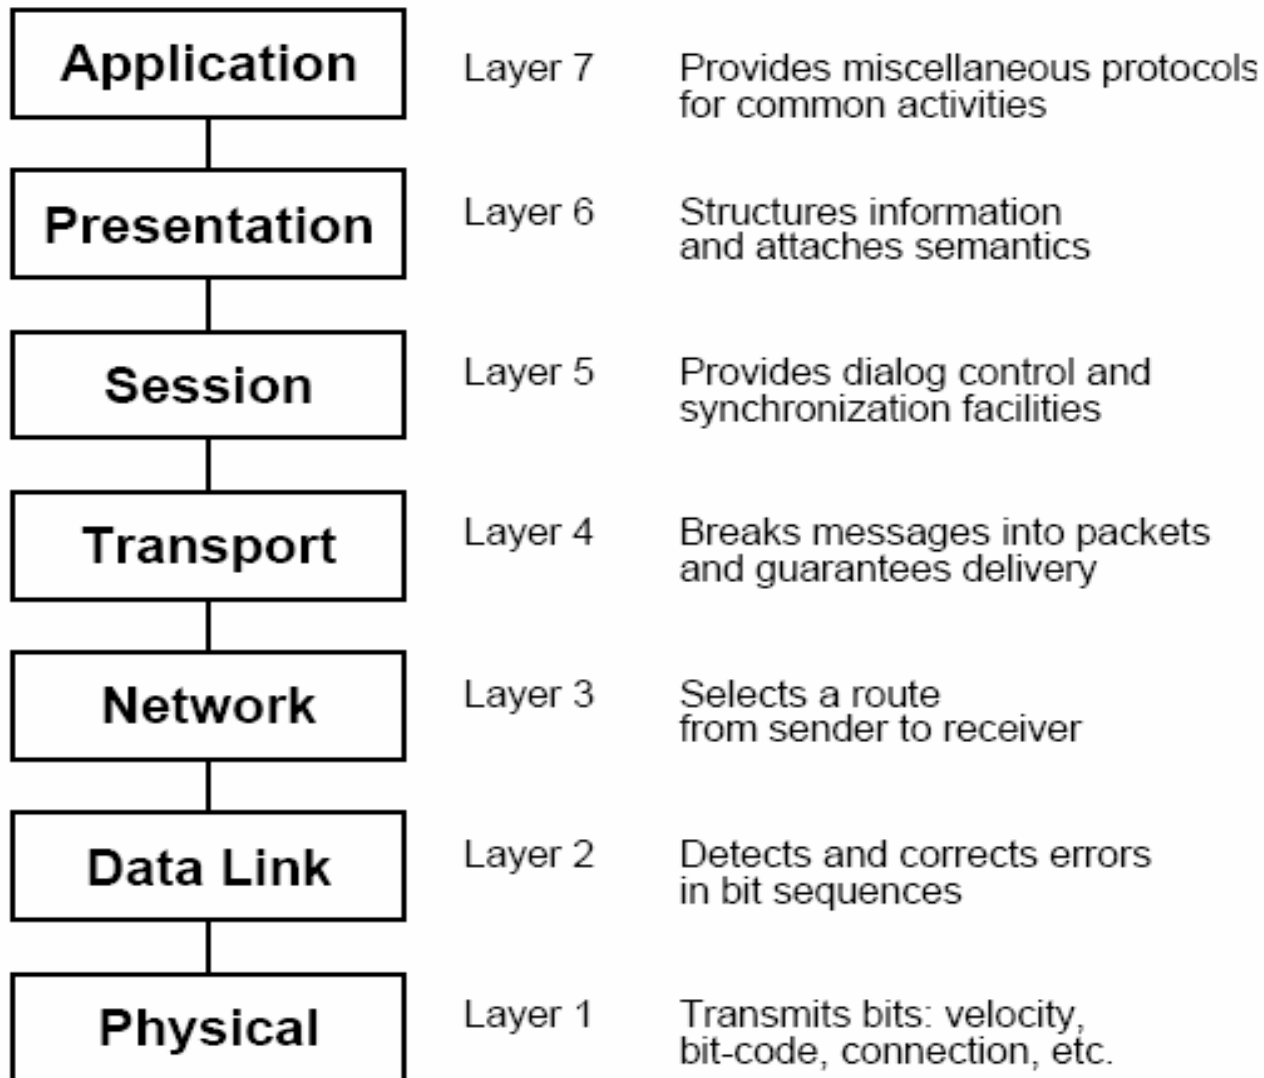 Application Layer 7 Provides miscellaneous protocols
for common activities
Presentation Layer 6 Structures information
and attaches semantics
Session Layer 5 Provides dialog control and
synchronization facilities
Transport Layer 4 Breaks messages into packets
and guarantees delivery
Network Layer 3 Selects a route
from sender to receiver
Data Link Layer 2 Detects and corrects errors
in bit sequences
Physical Layer 1 Transmits bits: velocity,
bit-code, connection, etc.